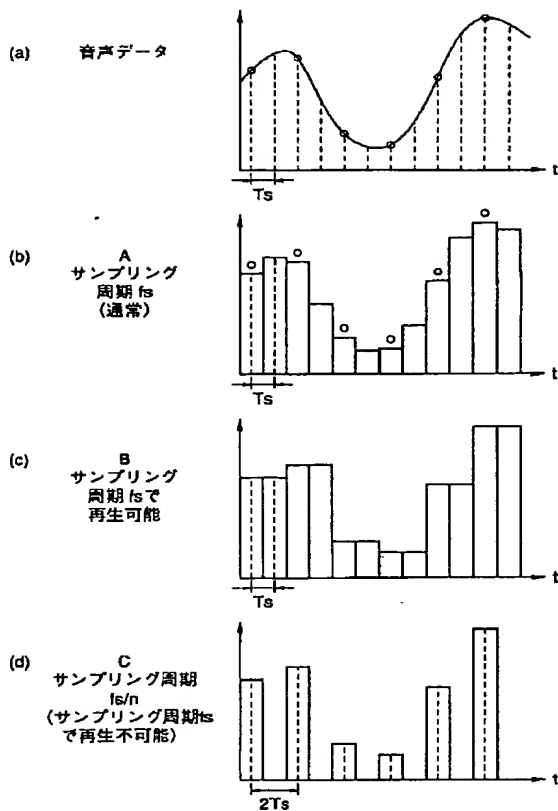 (a) 音声データ
t
Ts
(b) A
サンプリング
周期 fs
(通常)
t
Ts
(c) B
サンプリング
周期 fsで
再生可能
t
Ts
(d) C
サンプリング周期
fs/n
(サンプリング周期fs
で再生不可能)
t
2Ts